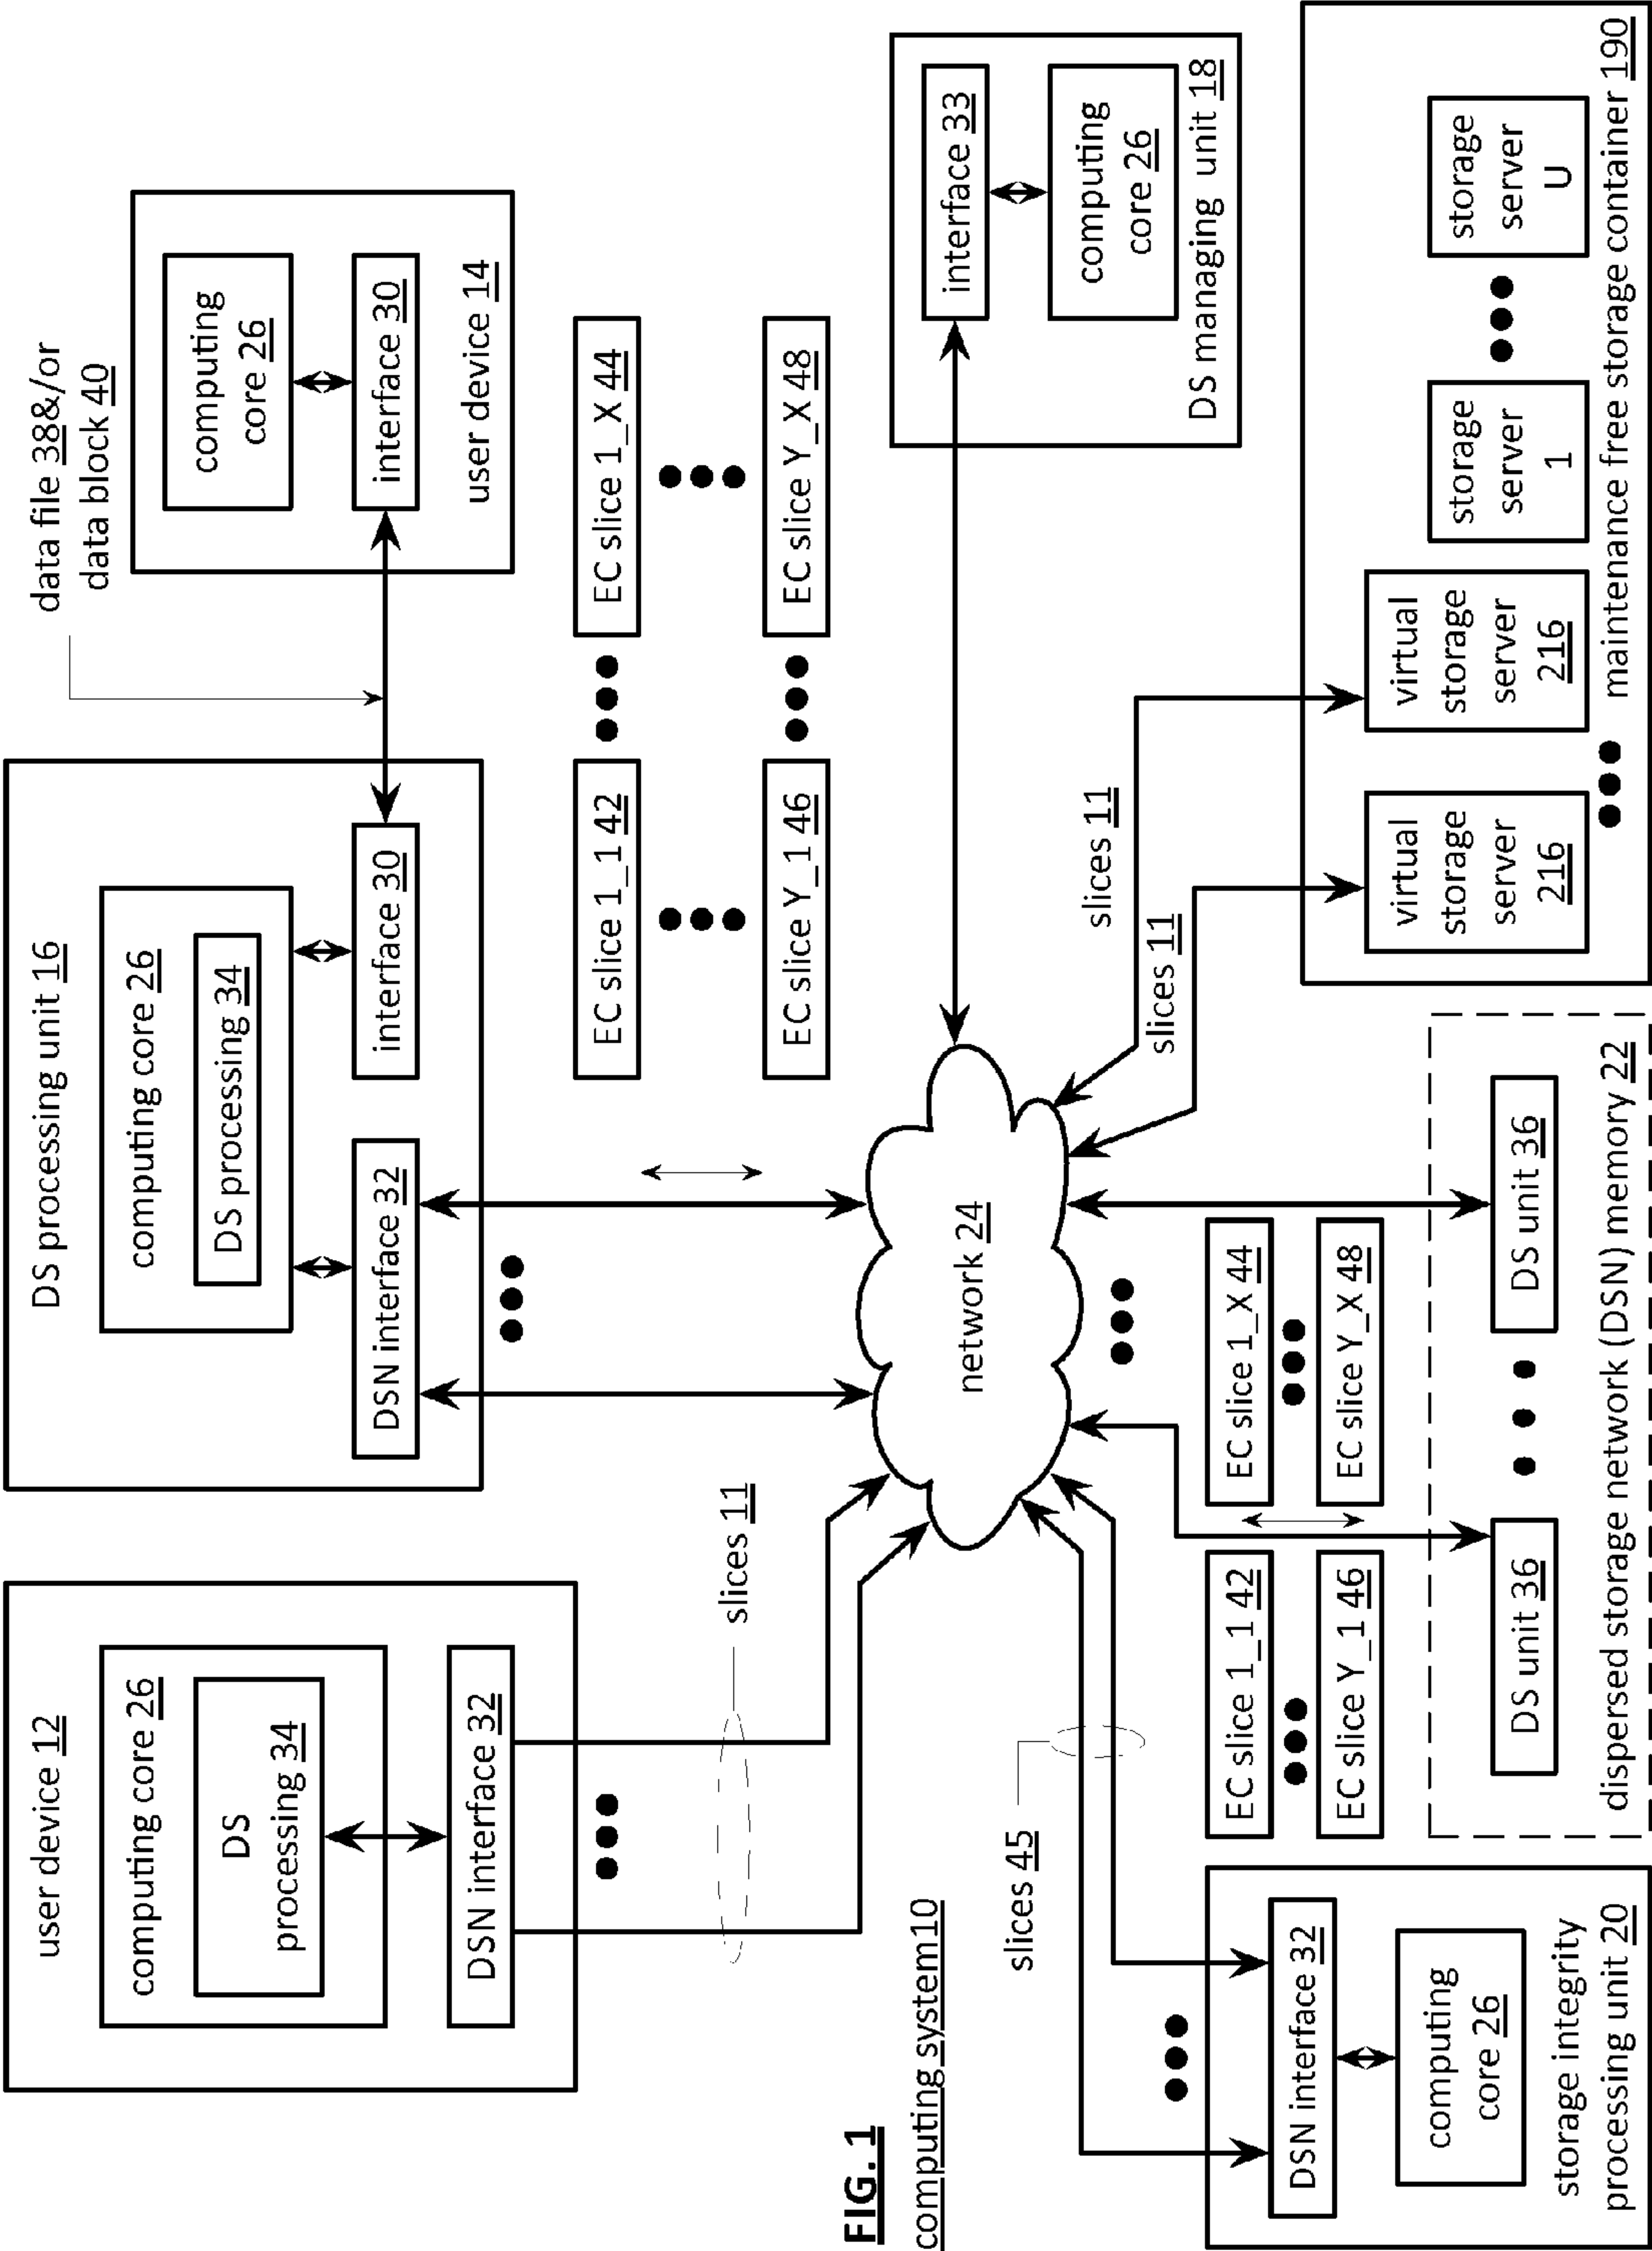 user device 12
computing core 26
DS
processing 34
DSN interface 32
slices 11
DS processing unit 16
computing core 26
DS processing 34
DSN interface 32
interface 30
data file 38&/or
data block 40
computing
core 26
interface 30
user device 14
EC slice 1_1 42
EC slice 1_X 44
EC slice Y_1 46
EC slice Y_X 48
FIG. 1
computing system10
network 24
interface 33
computing
core 26
DS managing unit 18
slices 45
slices 11
slices 11
DSN interface 32
computing
core 26
storage integrity
processing unit 20
EC slice 1_1 42
EC slice 1_X 44
EC slice Y_1 46
EC slice Y_X 48
DS unit 36
DS unit 36
dispersed storage network (DSN) memory 22
virtual
storage
server
216
virtual
storage
server
216
storage
server
1
storage
server
U
maintenance free storage container 190